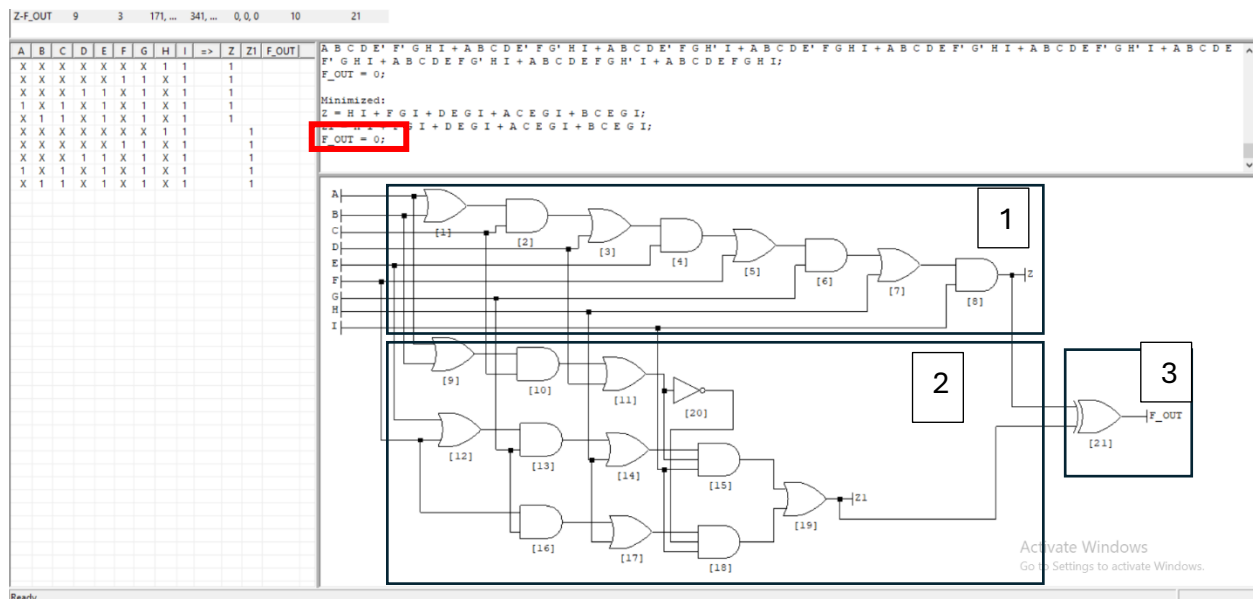 Z-F_OUT 9 3 171, ... 341, ... 0, 0, 0 10 21
A B C D E F G H I => Z Z1 F_OUT
X X X X X X X 1 1 1
X X X X X 1 1 X 1 1
X X X 1 1 X 1 X 1 1
1 X 1 X 1 X 1 X 1 1
X 1 1 X 1 X 1 X 1 1
X X X X X X X 1 1 1
X X X X X 1 1 X 1 1
X X X 1 1 X 1 X 1 1
1 X 1 X 1 X 1 X 1 1
X 1 1 X 1 X 1 X 1 1
A B C D E' F' G H I + A B C D E' F G' H I + A B C D E' F G H' I + A B C D E' F G H I + A B C D E F' G' H I + A B C D E F' G H' I + A B C D E
F' G H I + A B C D E F G' H I + A B C D E F G H' I + A B C D E F G H I;
F_OUT = 0;
Minimized:
Z = H I + F G I + D E G I + A C E G I + B C E G I;
G I + D E G I + A C E G I + B C E G I;
F_OUT = 0;
1
A
B
C
D
E
F
G
H
I
[1]
[2]
[3]
[4]
[5]
[6]
[7]
[8]
Z
2
3
[9]
[10]
[11]
[20]
[12]
[13]
[14]
[15]
[16]
[17]
[18]
[19]
Z1
[21]
F_OUT
Activate Windows
Go to Settings to activate Windows.
Ready